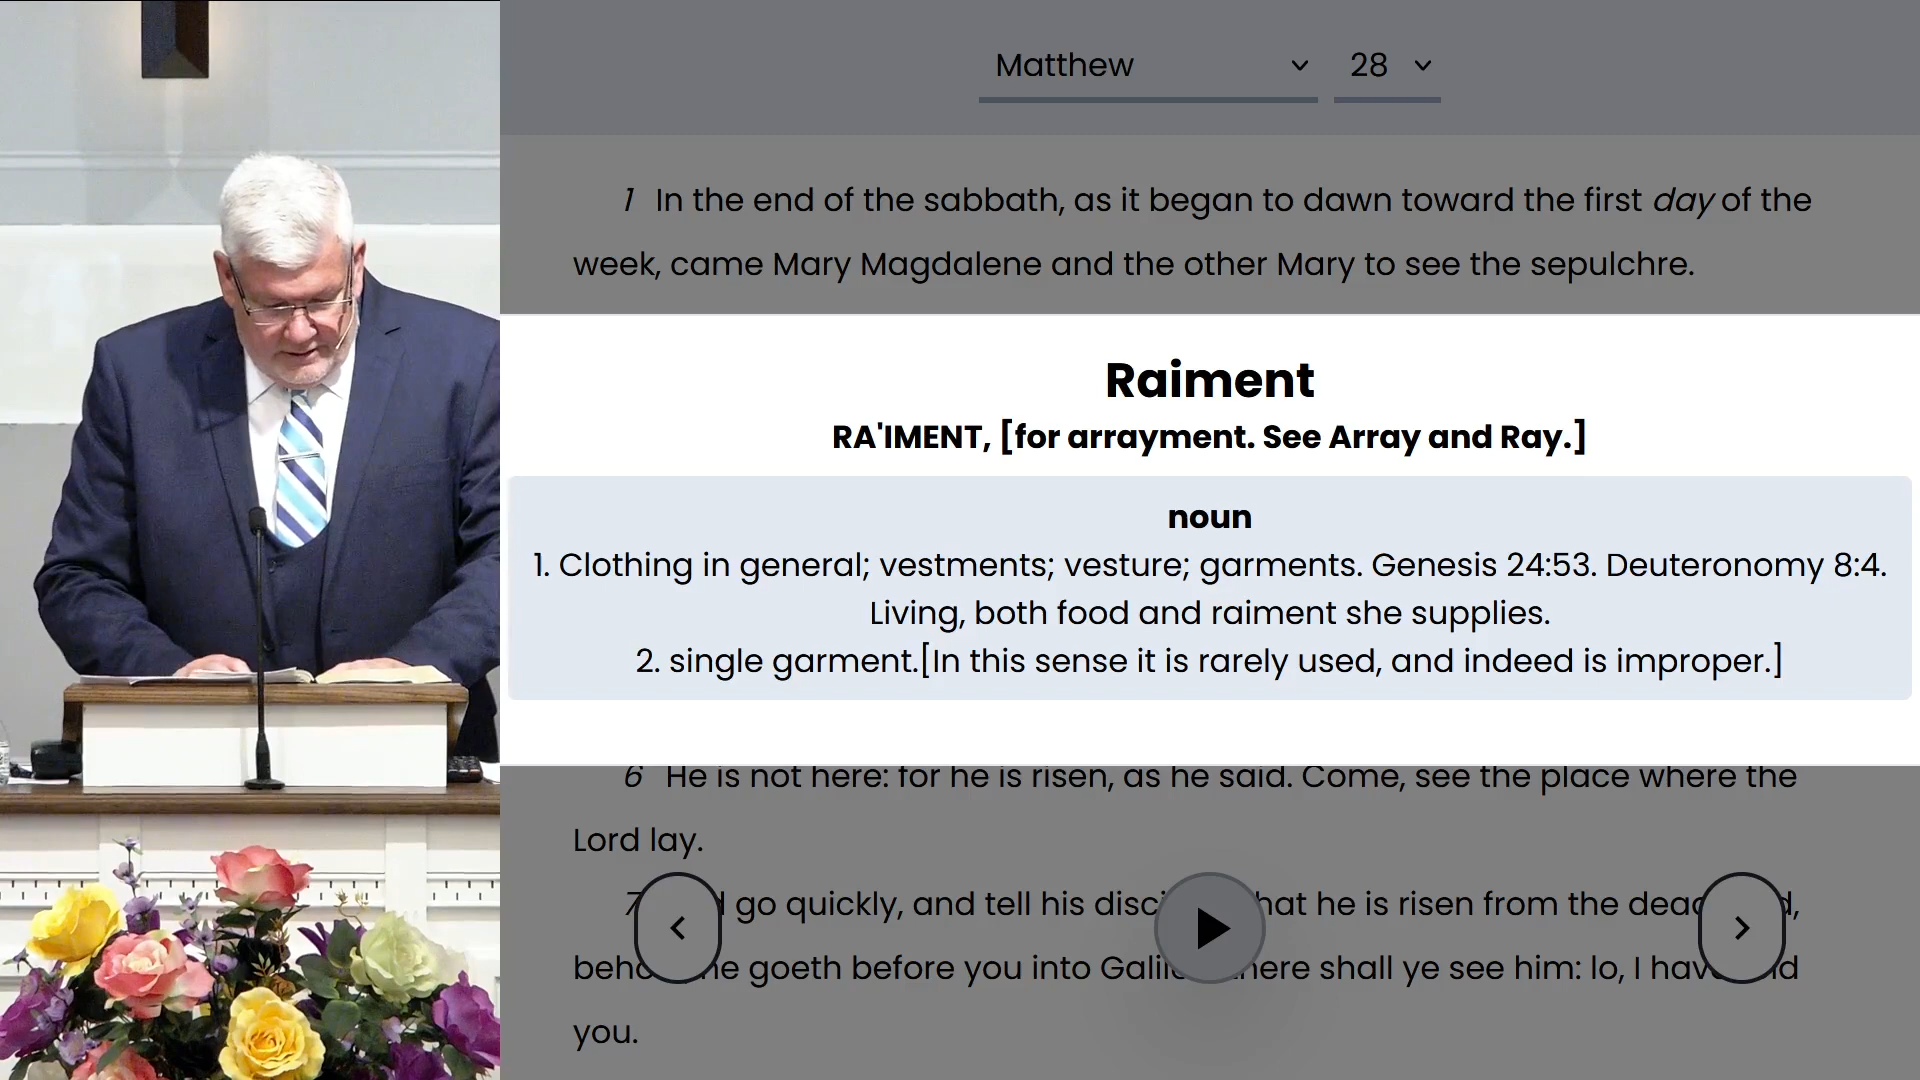 Matthew 28
1 In the end of the sabbath, as it began to dawn toward the first day of the
week, came Mary Magdalene and the other Mary to see the sepulchre.
Raiment
RA'IMENT, [for arrayment. See Array and Ray.]
noun
1. Clothing in general; vestments; vesture; garments. Genesis 24:53. Deuteronomy 8:4.
Living, both food and raiment she supplies.
2. single garment.[In this sense it is rarely used, and indeed is improper.]
6 He is not here: for he is risen, as he said. Come, see the place where the
Lord lay.
7 go quickly, and tell his that he is risen from the
goeth before you into there shall ye see him: lo, I
you.